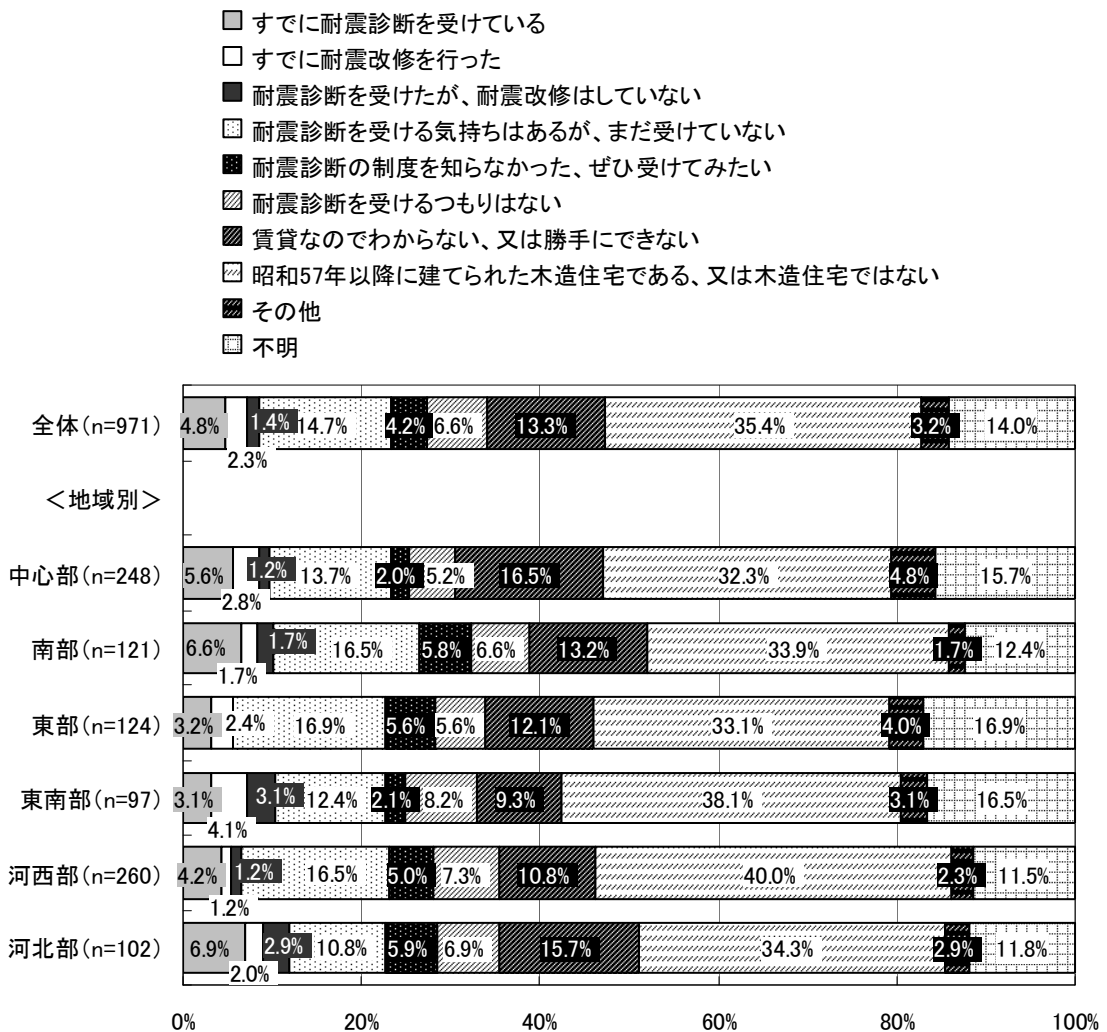 すでに耐震診断を受けている
すでに耐震改修を行った
耐震診断を受けたが、耐震改修はしていない
耐震診断を受ける気持ちはあるが、まだ受けていない
耐震診断の制度を知らなかった、ぜひ受けてみたい
耐震診断を受けるつもりはない
賃貸なのでわからない、又は勝手にできない
昭和57年以降に建てられた木造住宅である、又は木造住宅ではない
その他
不明
全体(n=971) 4.8% 2.3% 1.4% 14.7% 4.2% 6.6% 13.3% 35.4% 3.2% 14.0%
＜地域別＞
中心部(n=248) 5.6% 2.8% 1.2% 13.7% 2.0% 5.2% 16.5% 32.3% 4.8% 15.7%
南部(n=121) 6.6% 1.7% 1.7% 16.5% 5.8% 6.6% 13.2% 33.9% 1.7% 12.4%
東部(n=124) 3.2% 2.4% 16.9% 5.6% 5.6% 12.1% 33.1% 4.0% 16.9%
東南部(n=97) 3.1% 4.1% 3.1% 12.4% 2.1% 8.2% 9.3% 38.1% 3.1% 16.5%
河西部(n=260) 4.2% 1.2% 1.2% 16.5% 5.0% 7.3% 10.8% 40.0% 2.3% 11.5%
河北部(n=102) 6.9% 2.0% 2.9% 10.8% 5.9% 6.9% 15.7% 34.3% 2.9% 11.8%
0% 20% 40% 60% 80% 100%